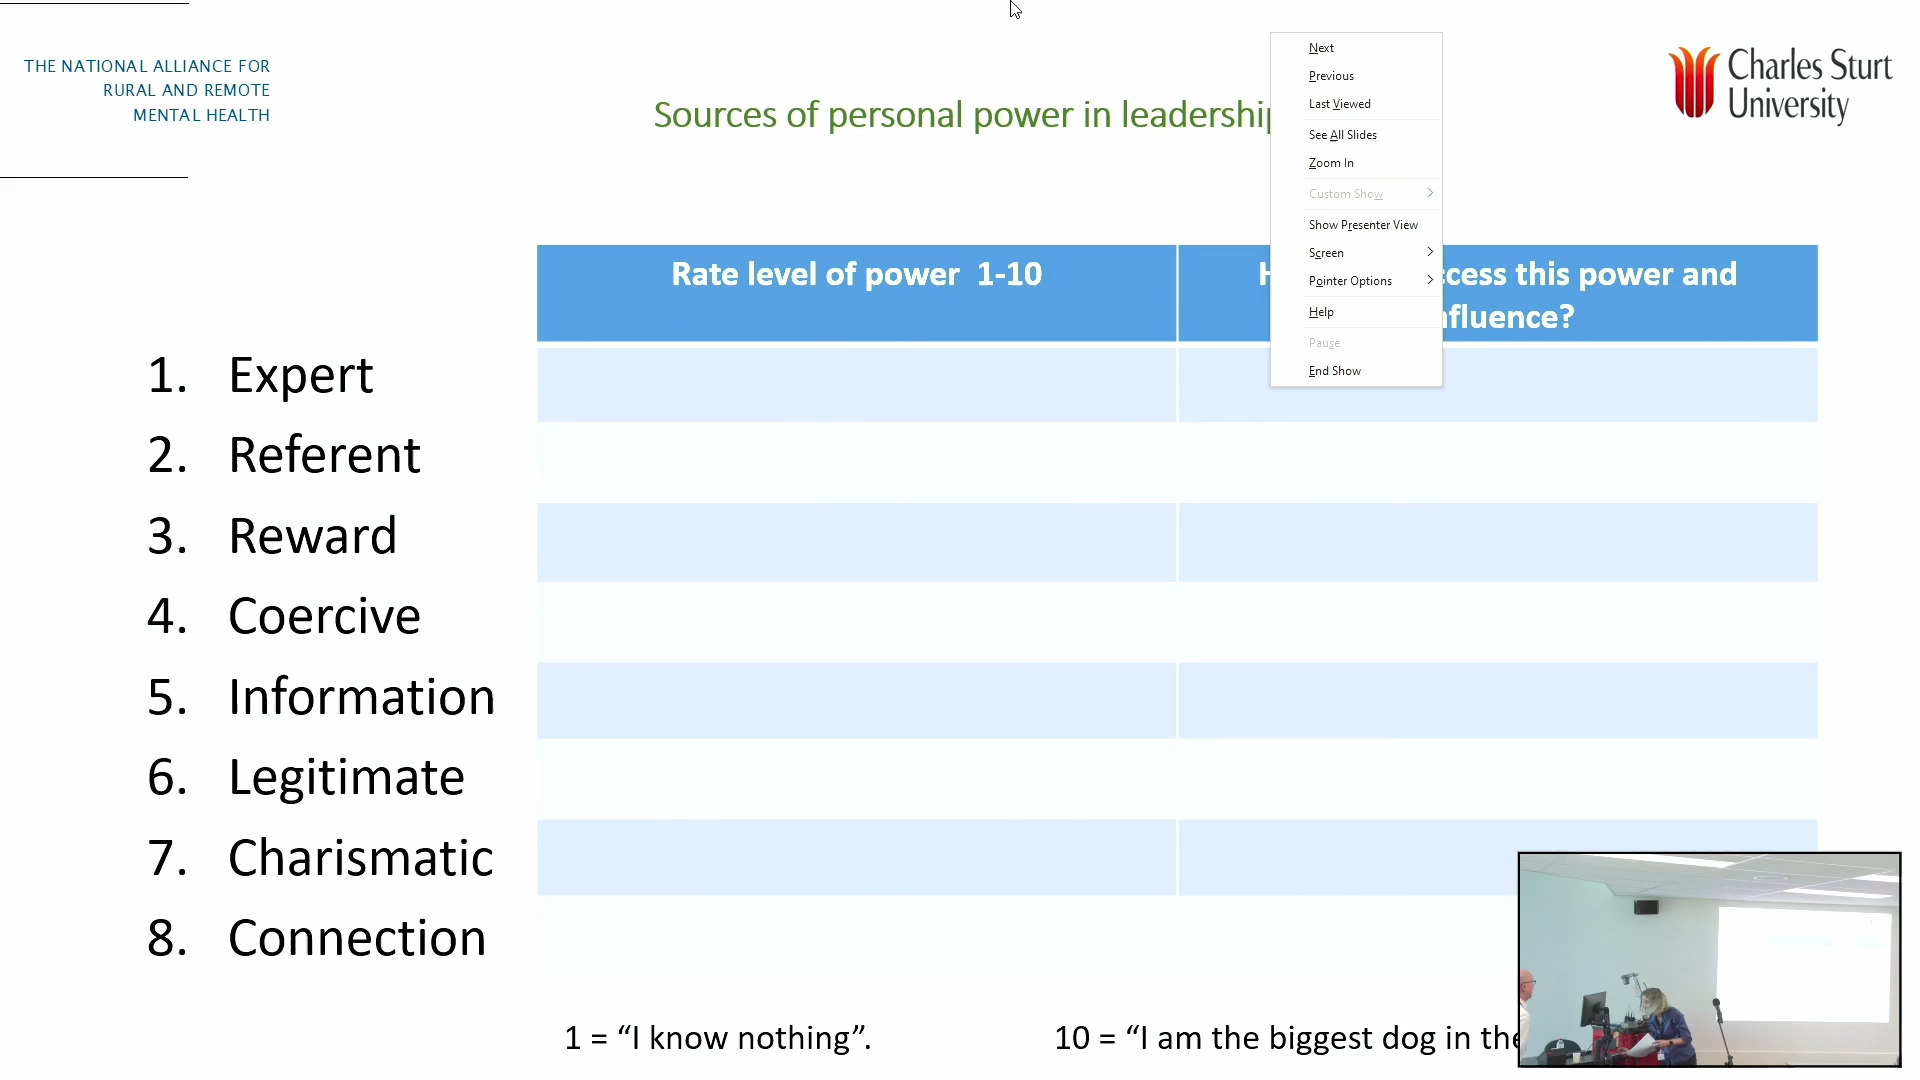 THE NATIONAL ALLIANCE FOR
RURAL AND REMOTE
MENTAL HEALTH
Sources of personal power in leadership
Charles Sturt
University
Next
Previous
Last Viewed
See All Slides
Zoom In
Custom Show
Show Presenter View
Screen
Pointer Options
Help
Pause
End Show
Rate level of power 1-10
this power and
1. Expert
2. Referent
3. Reward
4. Coercive
5. Information
6. Legitimate
7. Charismatic
8. Connection
1 = “I know nothing”.
10 = “I am the biggest dog in the